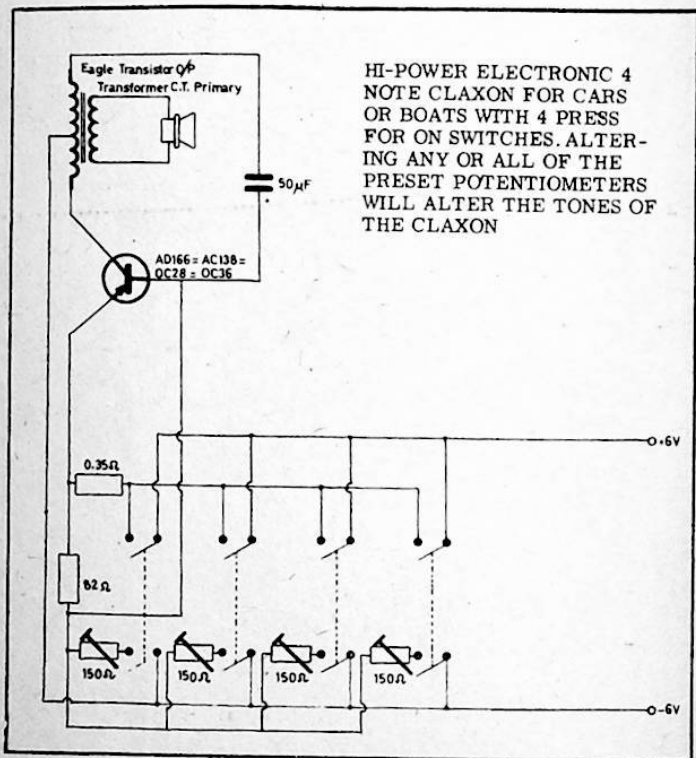 Eagle Transistor O/P
Transformer C.T. Primary
HI-POWER ELECTRONIC 4
NOTE CLAXON FOR CARS
OR BOATS WITH 4 PRESS
FOR ON SWITCHES. ALTER-
ING ANY OR ALL OF THE
PRESET POTENTIOMETERS
WILL ALTER THE TONES OF
THE CLAXON
50µF
AD166 = AC138 =
OC28 = OC36
+6V
0.35Ω
82Ω
150Ω
150Ω
150Ω
150Ω
-6V